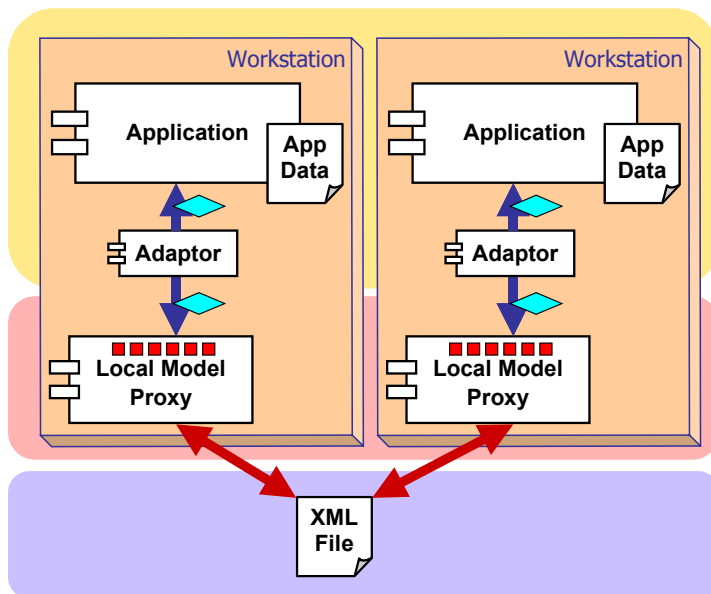 Workstation
Application
App
Data
Adaptor
Local Model
Proxy
Workstation
Application
App
Data
Adaptor
Local Model
Proxy
XML
File